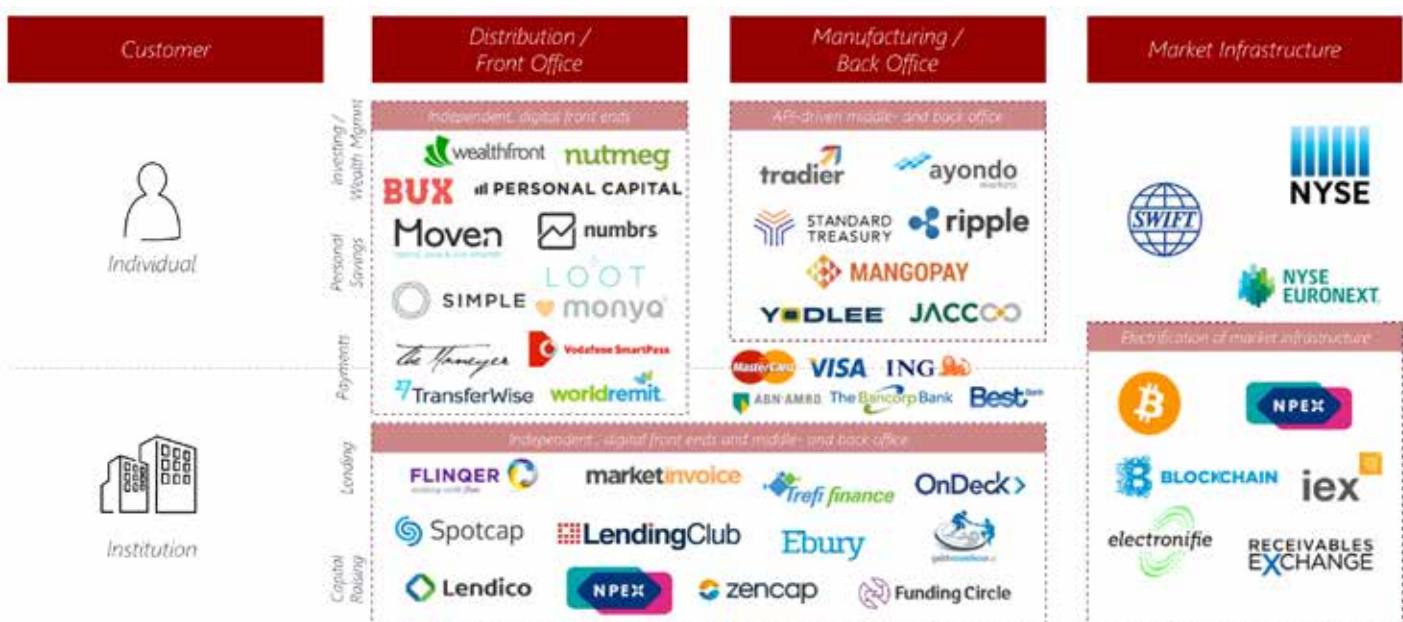 Customer
Distribution /
Front Office
Manufacturing /
Back Office
Market Infrastructure
Investing /
Wealth Mgmnt
Personal
Savings
Payments
Lending
Capital
Raising
Individual
Institution
Independent, digital front ends
wealthfront
nutmeg
BUX
PERSONAL CAPITAL
Moven
numbrs
LOOT
SIMPLE
monya
Vodafone SmartPass
TransferWise
worldremit
API-driven middle- and back office
tradier
ayondo
markets
STANDARD
TREASURY
ripple
MANGOPAY
YODLEE
JACCOO
MasterCard
VISA
ING
ABN·AMRO
The Bancorp Bank
Best Bank
SWIFT
NYSE
NYSE
EURONEXT
Electrification of market infrastructure
NPEX
BLOCKCHAIN
iex
electronifie
RECEIVABLES
EXCHANGE
Independent, digital front ends and middle- and back office
FLINQER
marketinvoice
Trefi finance
OnDeck>
Spotcap
LendingClub
Ebury
Lendico
NPEX
zencap
Funding Circle